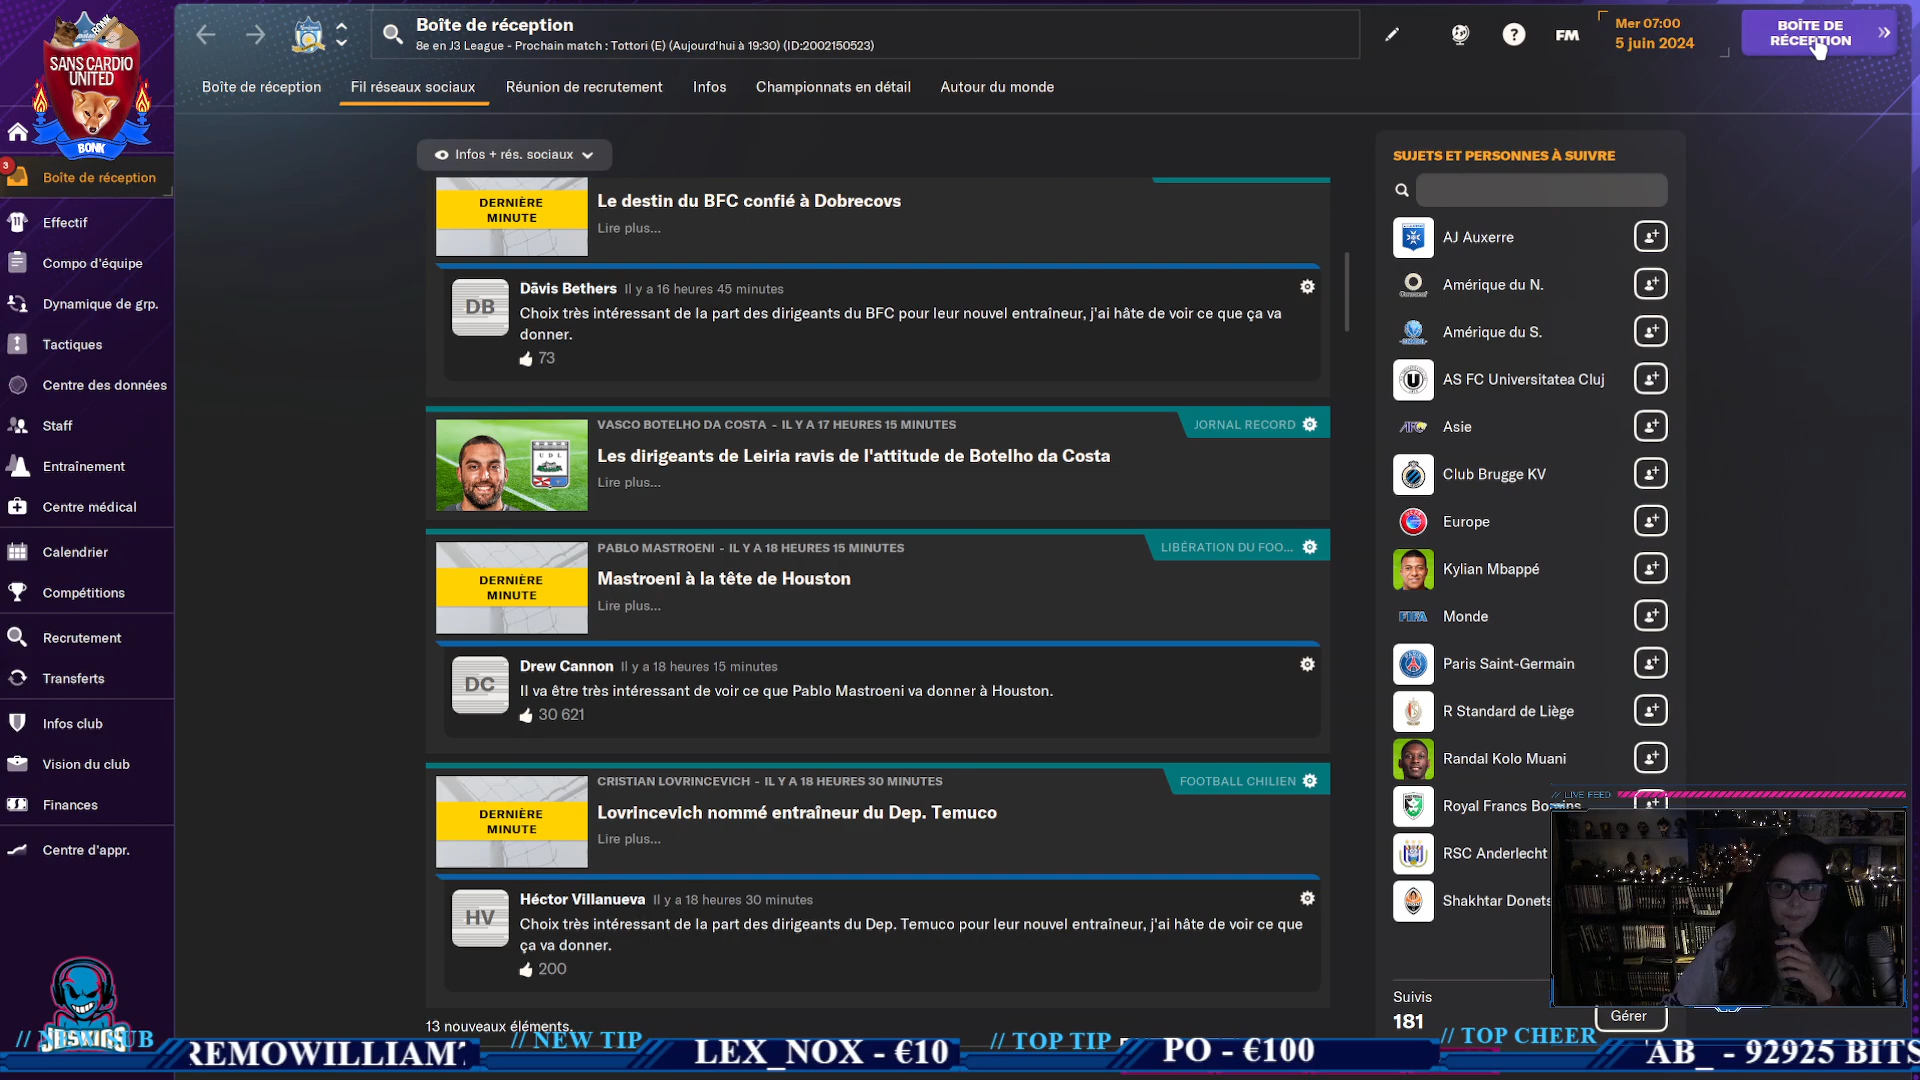 BONK
SANS CARDIO
UNITED
BONK
Boîte de réception
8e en J3 League - Prochain match : Tottori (E) (Aujourd'hui à 19:30) (ID:2002150523)
FM
Mer 07:00
5 juin 2024
BOÎTE DE
RÉCEPTION
Boîte de réception
Fil réseaux sociaux
Réunion de recrutement
Infos
Championnats en détail
Autour du monde
3
Boîte de réception
Effectif
Compo d'équipe
Dynamique de grp.
Tactiques
Centre des données
Staff
Entraînement
Centre médical
Calendrier
Compétitions
Recrutement
Transferts
Infos club
Vision du club
Finances
Centre d'appr.
Infos + rés. sociaux
DERNIÈRE
MINUTE
Le destin du BFC confié à Dobrecovs
Lire plus...
DB
Dāvis Bethers Il y a 16 heures 45 minutes
Choix très intéressant de la part des dirigeants du BFC pour leur nouvel entraîneur, j'ai hâte de voir ce que ça va
donner.
73
VASCO BOTELHO DA COSTA - IL Y A 17 HEURES 15 MINUTES
JORNAL RECORD
UDL
Les dirigeants de Leiria ravis de l'attitude de Botelho da Costa
Lire plus...
PABLO MASTROENI - IL Y A 18 HEURES 15 MINUTES
LIBÉRATION DU FOO...
DERNIÈRE
MINUTE
Mastroeni à la tête de Houston
Lire plus...
DC
Drew Cannon Il y a 18 heures 15 minutes
Il va être très intéressant de voir ce que Pablo Mastroeni va donner à Houston.
30 621
CRISTIAN LOVRINCEVICH - IL Y A 18 HEURES 30 MINUTES
FOOTBALL CHILIEN
DERNIÈRE
MINUTE
Lovrincevich nommé entraîneur du Dep. Temuco
Lire plus...
HV
Héctor Villanueva Il y a 18 heures 30 minutes
Choix très intéressant de la part des dirigeants du Dep. Temuco pour leur nouvel entraîneur, j'ai hâte de voir ce que
ça va donner.
200
13 nouveaux éléments.
SUJETS ET PERSONNES À SUIVRE
AJ Auxerre
Amérique du N.
Amérique du S.
AS FC Universitatea Cluj
Asie
Club Brugge KV
Europe
Kylian Mbappé
FIFA
Monde
Paris Saint-Germain
R Standard de Liège
Randal Kolo Muani
// LIVE FEED
Royal Francs Borains
RSC Anderlecht
Shakhtar Donets
Suivis
181
Gérer
// NEW SUB
REMOWILLIAM
// NEW TIP
LEX_NOX - €10
// TOP TIP
PO - €100
// TOP CHEER
AB_ - 92925 BITS